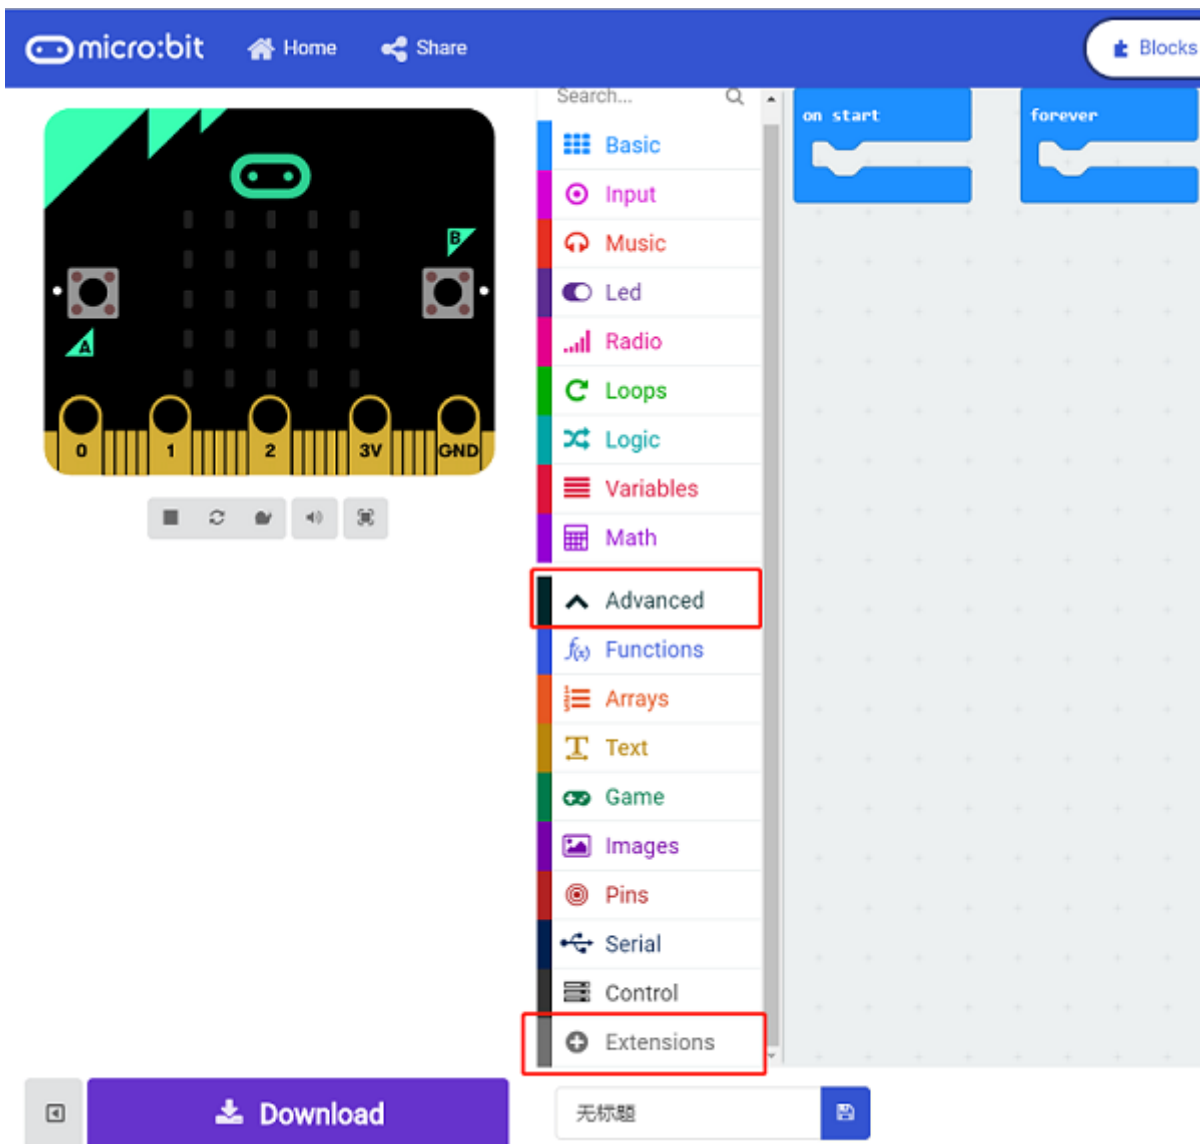 micro:bit
Home
Share
Blocks
Search...
Basic
Input
Music
Led
Radio
Loops
Logic
Variables
Math
Advanced
f(x) Functions
Arrays
Text
Game
Images
Pins
Serial
Control
Extensions
on start
forever
B
A
0 1 2 3V GND
Download
无标题